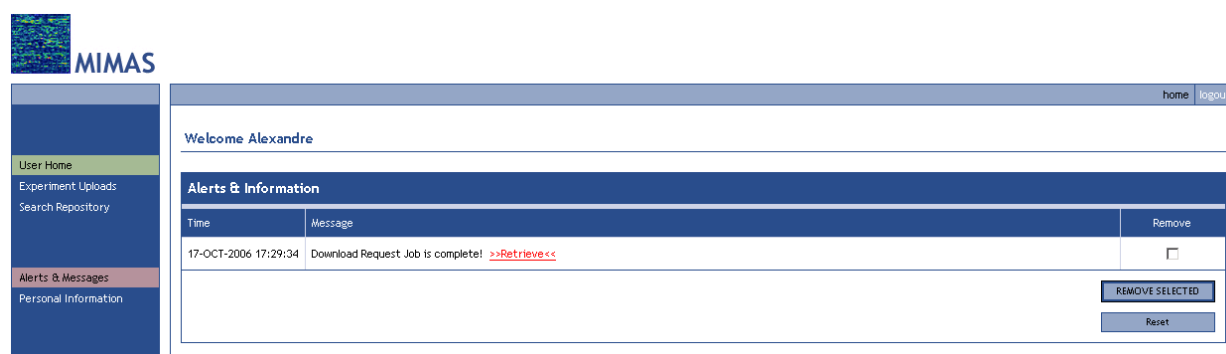 MIMAS
home logou
Welcome Alexandre
User Home
Experiment Uploads
Search Repository
Alerts & Messages
Personal Information
Alerts & Information
Time Message Remove
17-OCT-2006 17:29:34 Download Request Job is complete! >>Retrieve<<
REMOVE SELECTED
Reset